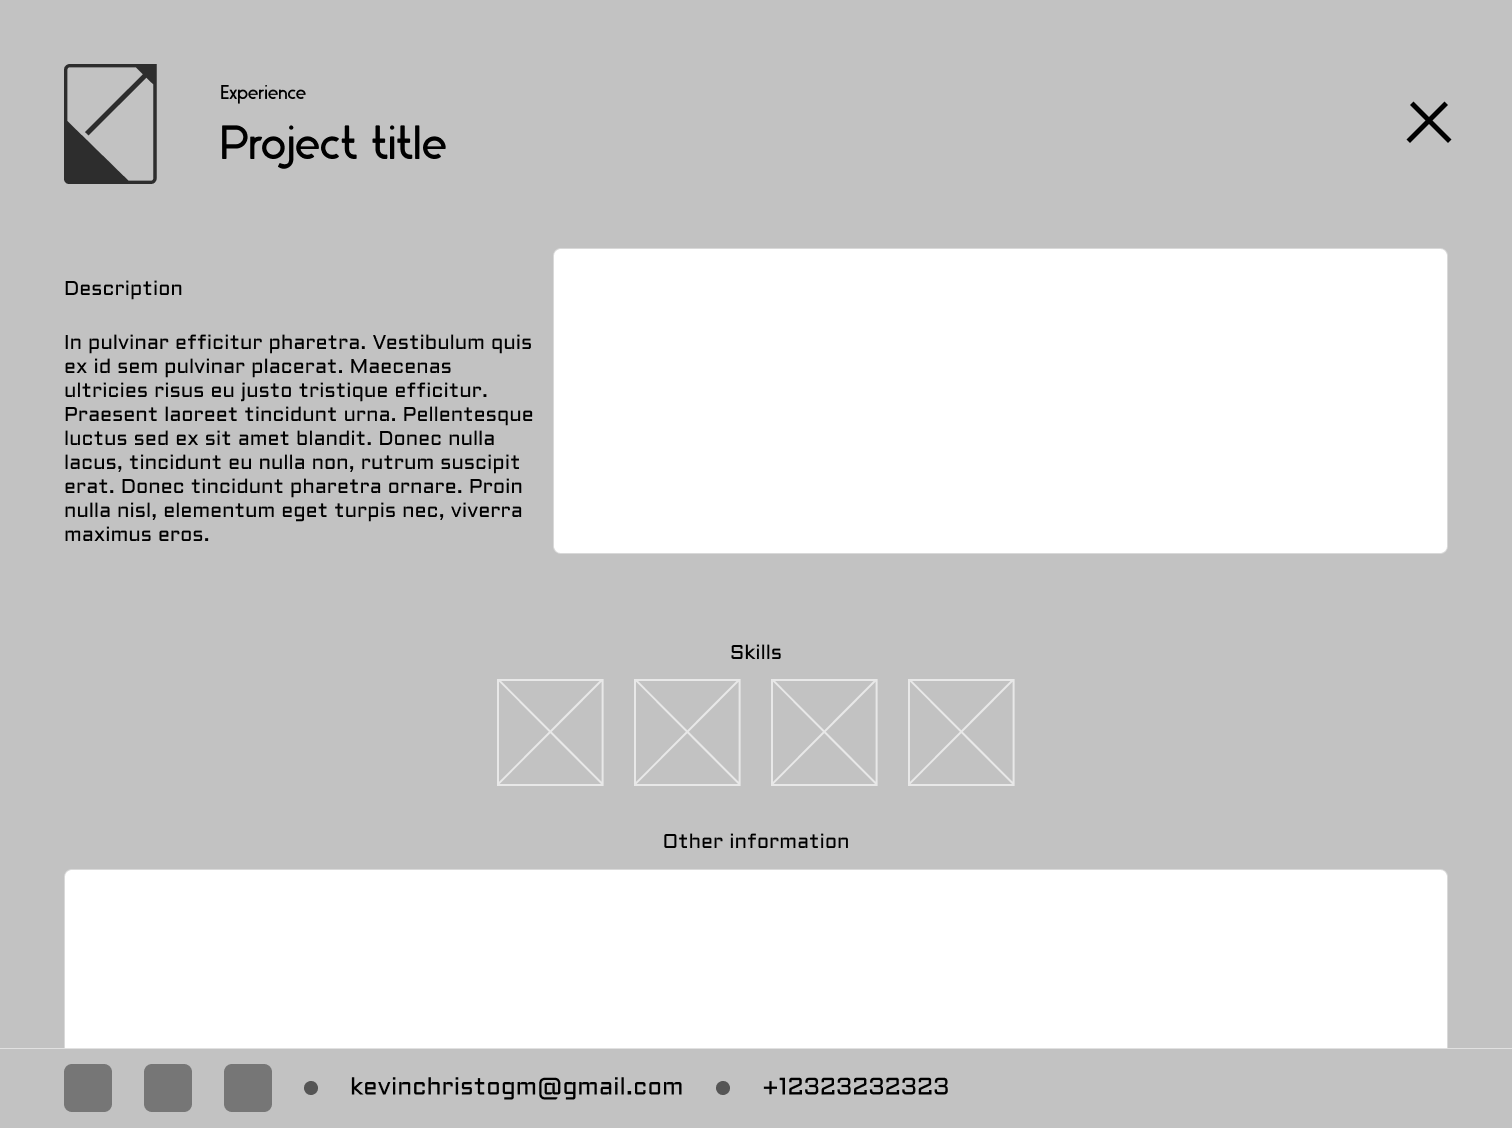 Experience
Project title
Description
In pulvinar efficitur pharetra. Vestibulum quis
ex id sem pulvinar placerat. Maecenas
ultricies risus eu justo tristique efficitur.
Praesent laoreet tincidunt urna. Pellentesque
luctus sed ex sit amet blandit. Donec nulla
lacus, tincidunt eu nulla non, rutrum suscipit
erat. Donec tincidunt pharetra ornare. Proin
nulla nisl, elementum eget turpis nec, viverra
maximus eros.
Skills
Other information
kevinchristogm@gmail.com
+12323232323